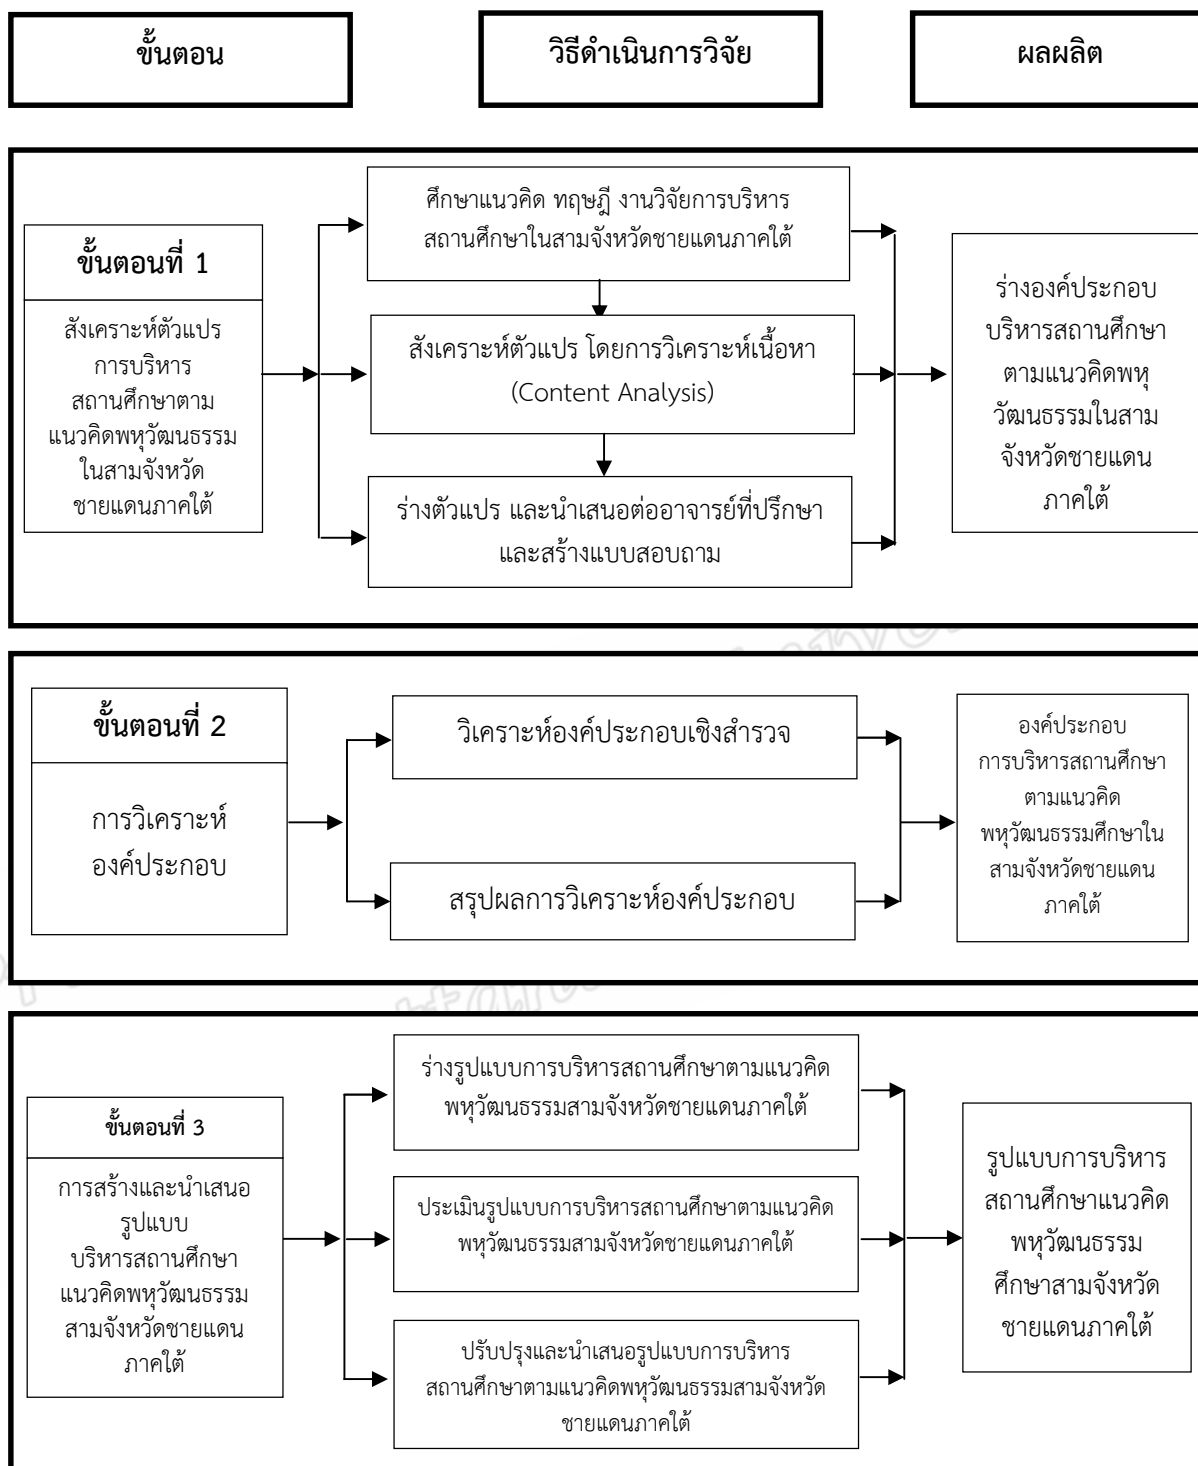 ขั้นตอน
วิธีดำเนินการวิจัย
ผลผลิต
ขั้นตอนที่ 1
สังเคราะห์ตัวแปร
การบริหาร
สถานศึกษาตาม
แนวคิดพหุวัฒนธรรม
ในสามจังหวัด
ชายแดนภาคใต้
ศึกษาแนวคิด ทฤษฎี งานวิจัยการบริหาร
สถานศึกษาในสามจังหวัดชายแดนภาคใต้
สังเคราะห์ตัวแปร โดยการวิเคราะห์เนื้อหา
(Content Analysis)
ร่างตัวแปร และนำเสนอต่ออาจารย์ที่ปรึกษา
และสร้างแบบสอบถาม
ร่างองค์ประกอบ
บริหารสถานศึกษา
ตามแนวคิดพหุ
วัฒนธรรมในสาม
จังหวัดชายแดน
ภาคใต้
ขั้นตอนที่ 2
การวิเคราะห์
องค์ประกอบ
วิเคราะห์องค์ประกอบเชิงสำรวจ
สรุปผลการวิเคราะห์องค์ประกอบ
องค์ประกอบ
การบริหารสถานศึกษา
ตามแนวคิด
พหุวัฒนธรรมศึกษาใน
สามจังหวัดชายแดน
ภาคใต้
ขั้นตอนที่ 3
การสร้างและนำเสนอ
รูปแบบ
บริหารสถานศึกษา
แนวคิดพหุวัฒนธรรม
สามจังหวัดชายแดน
ภาคใต้
ร่างรูปแบบการบริหารสถานศึกษาตามแนวคิด
พหุวัฒนธรรมสามจังหวัดชายแดนภาคใต้
ประเมินรูปแบบการบริหารสถานศึกษาตามแนวคิด
พหุวัฒนธรรมสามจังหวัดชายแดนภาคใต้
ปรับปรุงและนำเสนอรูปแบบการบริหาร
สถานศึกษาตามแนวคิดพหุวัฒนธรรมสามจังหวัด
ชายแดนภาคใต้
รูปแบบการบริหาร
สถานศึกษาแนวคิด
พหุวัฒนธรรม
ศึกษาสามจังหวัด
ชายแดนภาคใต้